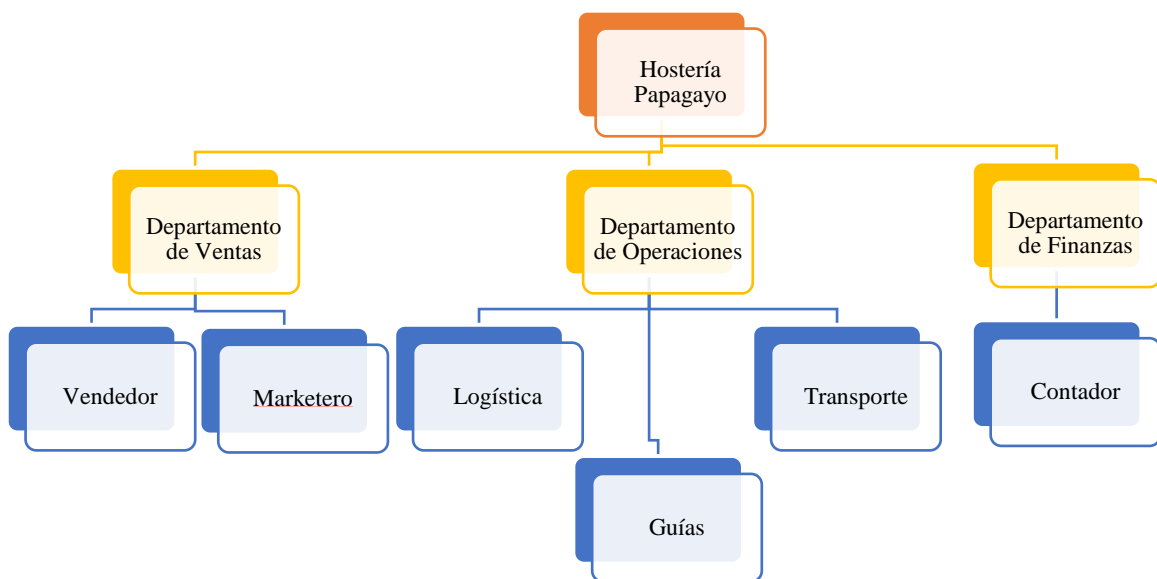 Hostería
Papagayo
Departamento
de Ventas
Departamento
de Operaciones
Departamento
de Finanzas
Vendedor
Marketero
Logística
Transporte
Contador
Guías